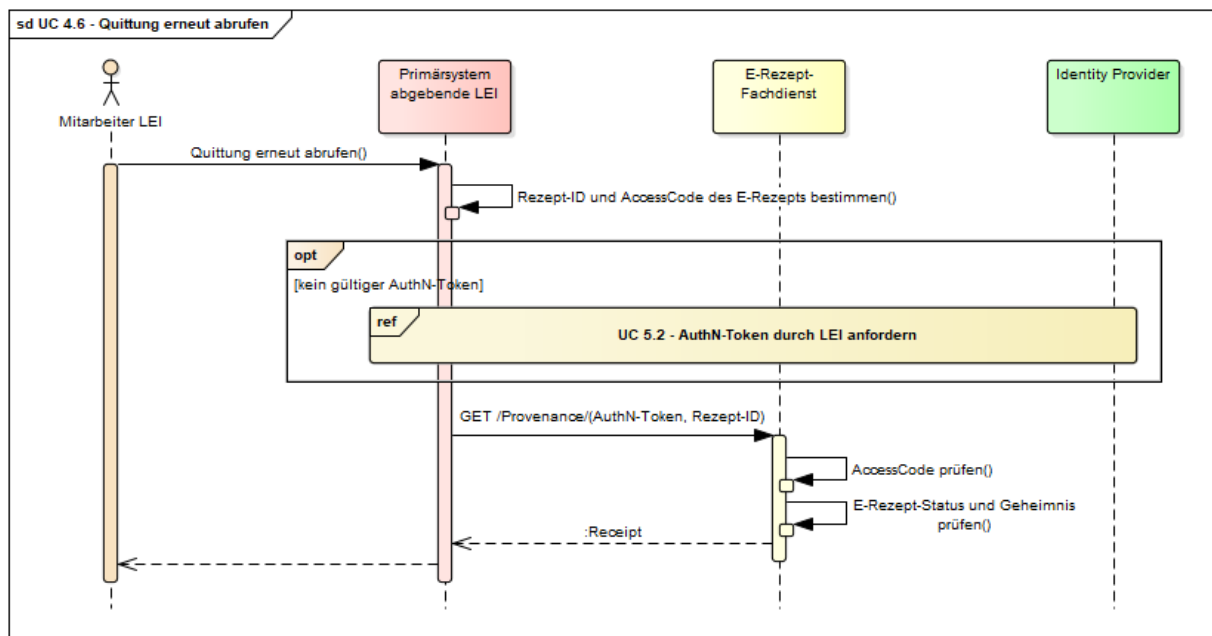 sd UC 4.6 - Quittung erneut abrufen
Mitarbeiter LEI
Primärsystem
abgebende LEI
E-Rezept-
Fachdienst
Identity Provider
Quittung erneut abrufen()
Rezept-ID und AccessCode des E-Rezepts bestimmen()
opt
[kein gültiger AuthN-Token]
ref
UC 5.2 - AuthN-Token durch LEI anfordern
GET /Provenance/(AuthN-Token, Rezept-ID)
AccessCode prüfen()
E-Rezept-Status und Geheimnis
prüfen()
:Receipt